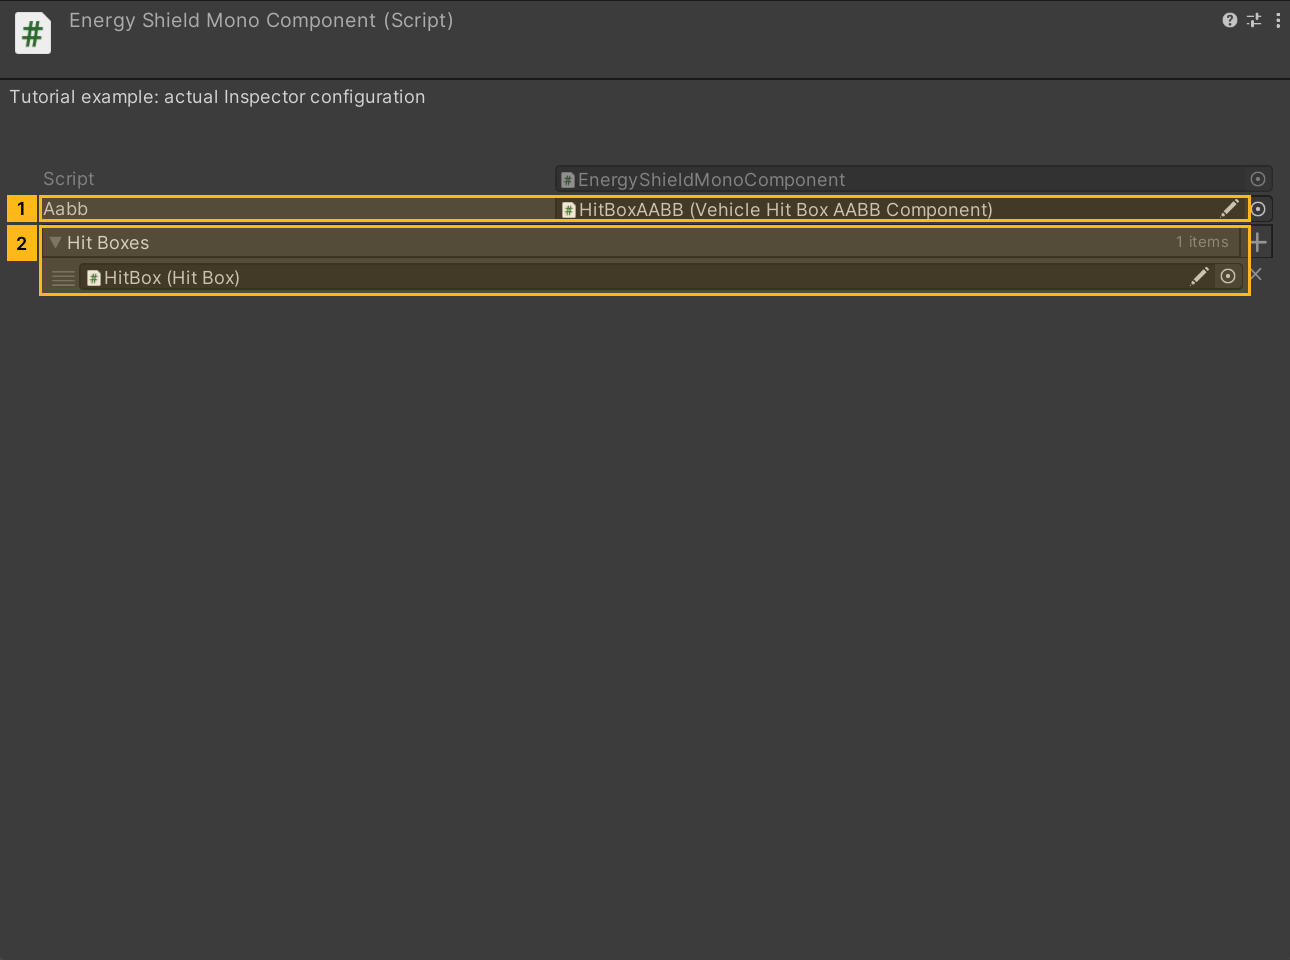 Energy Shield Mono Component (Script)
Tutorial example: actual Inspector configuration
Script
EnergyShieldMonoComponent
1
Aabb
HitBoxAABB (Vehicle Hit Box AABB Component)
2
Hit Boxes
1 items
HitBox (Hit Box)